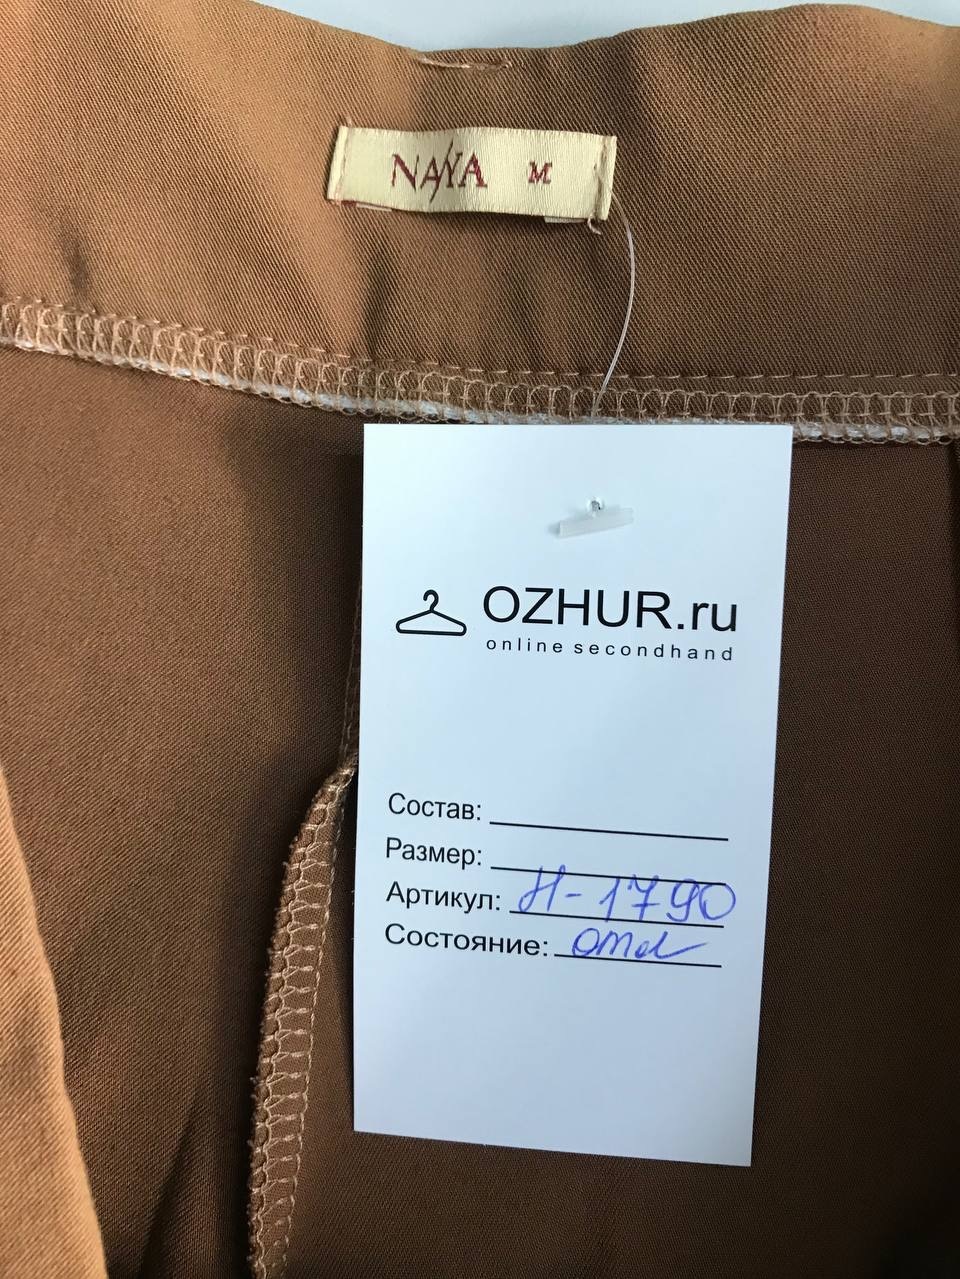 NAYA M
OZHUR.ru
online secondhand
Состав:
Размер:
Артикул: Н-1790
Состояние: отл